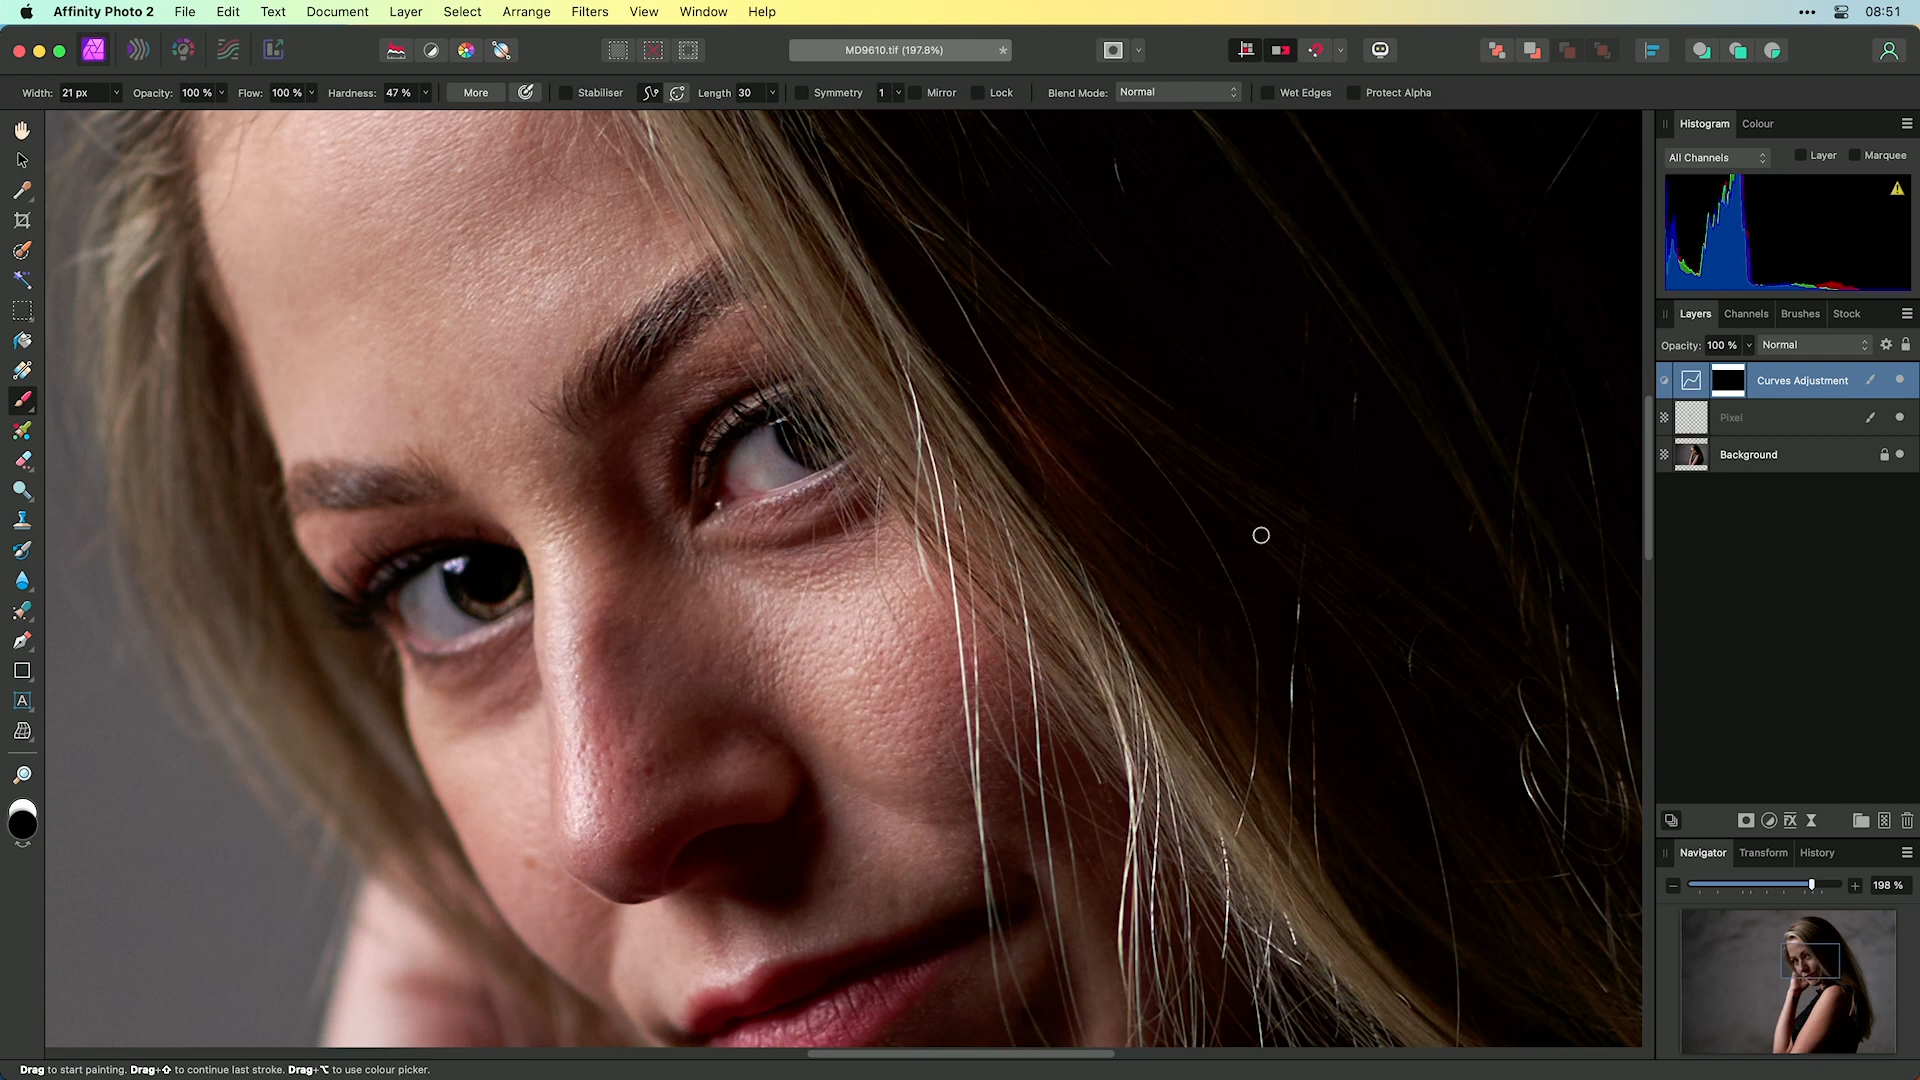 Affinity Photo 2 File Edit Text Document Layer Select Arrange Filters View Window Help 08:51
MD9610.tif (197.8%)
Width: 21 px Opacity: 100 % Flow: 100 % Hardness: 47 % More Stabiliser Length 30 Symmetry 1 Mirror Lock Blend Mode: Normal Wet Edges Protect Alpha
Histogram Colour
All Channels Layer Marquee
Layers Channels Brushes Stock
Opacity: 100 % Normal
Curves Adjustment
Pixel
Background
A
Navigator Transform History
198 %
Drag to start painting. Drag+⇧ to continue last stroke. Drag+⌥ to use colour picker.